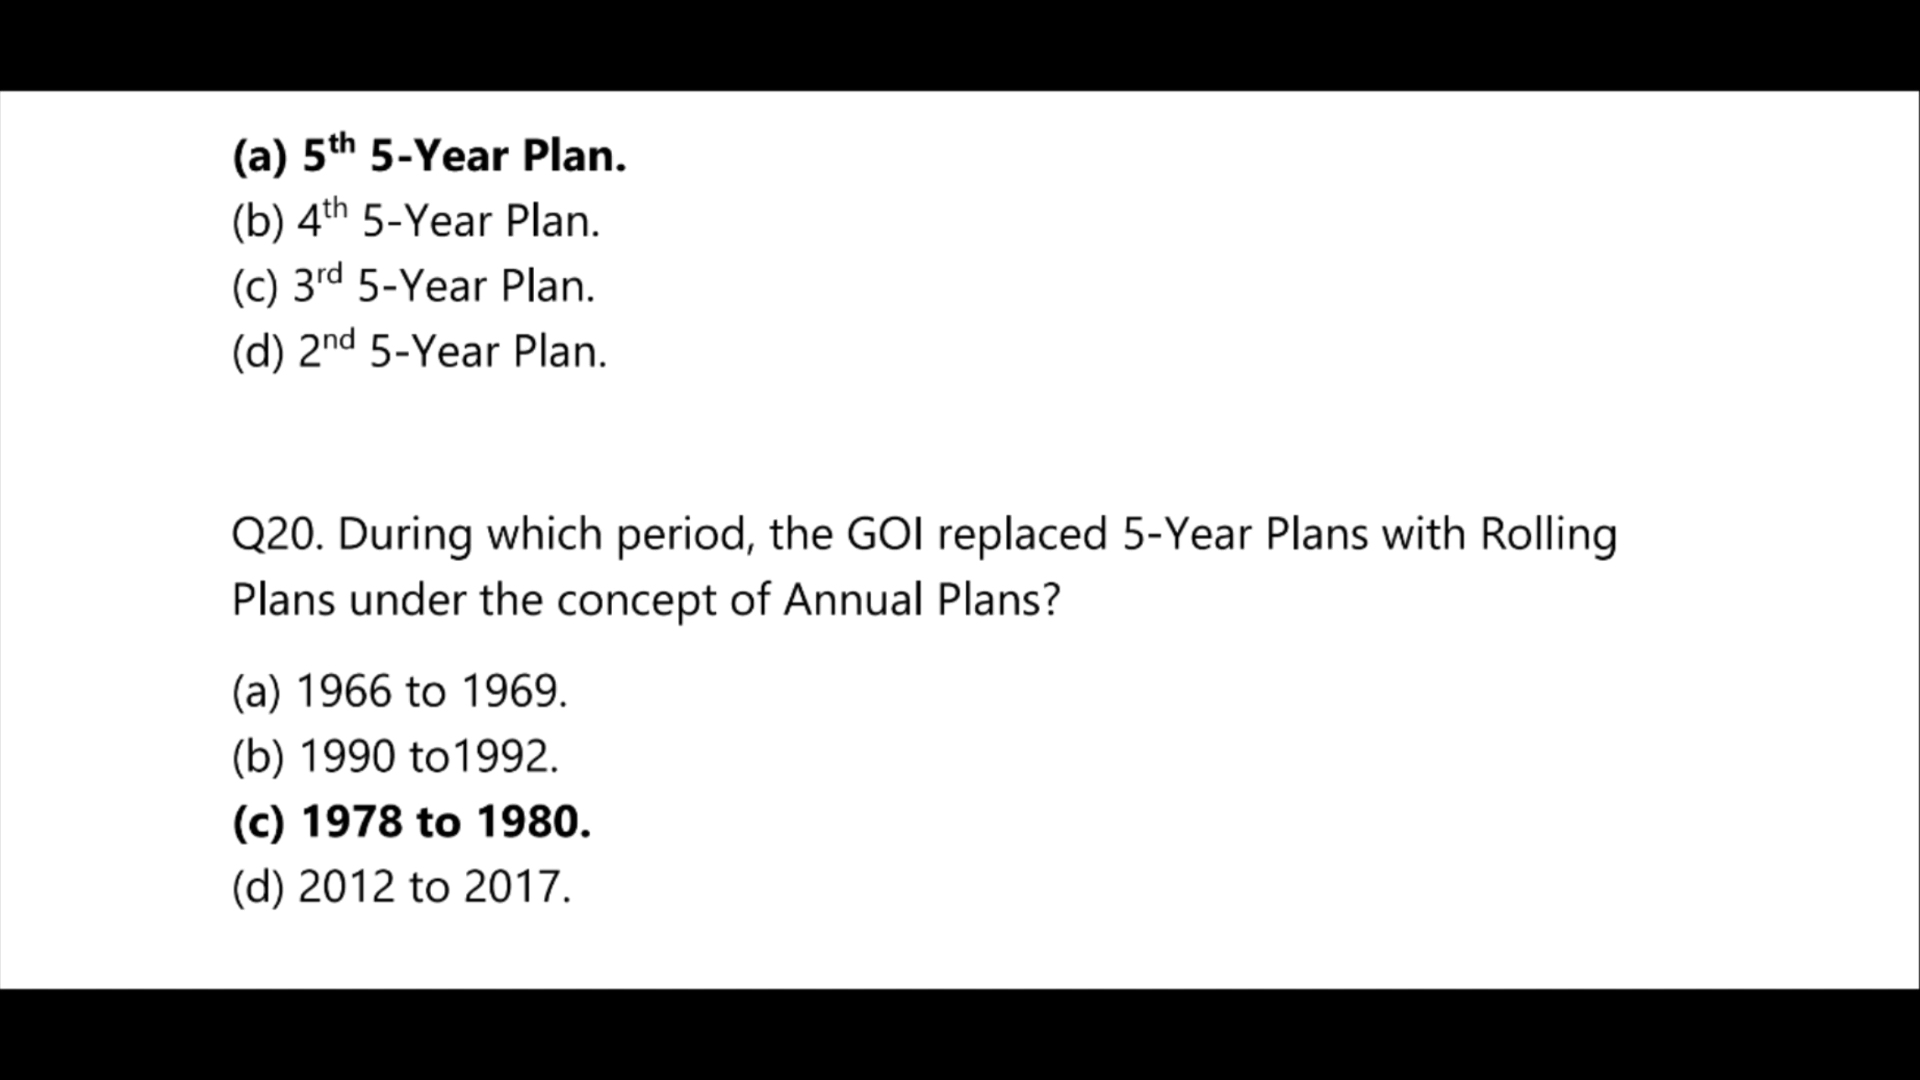 (a) 5th 5-Year Plan.
(b) 4th 5-Year Plan.
(c) 3rd 5-Year Plan.
(d) 2nd 5-Year Plan.
Q20. During which period, the GOI replaced 5-Year Plans with Rolling
Plans under the concept of Annual Plans?
(a) 1966 to 1969.
(b) 1990 to1992.
(c) 1978 to 1980.
(d) 2012 to 2017.